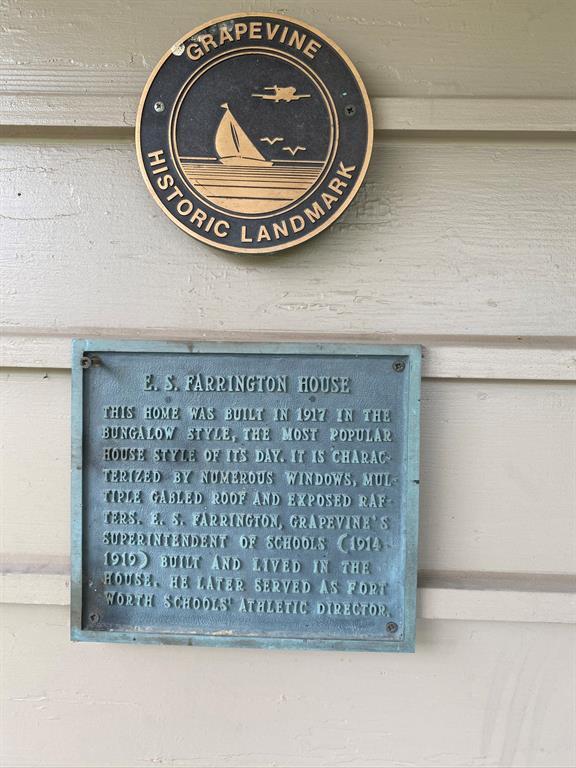 GRAPEVINE
HISTORIC LANDMARK
E. S. FARRINGTON HOUSE
THIS HOME WAS BUILT IN 1917 IN THE
BUNGALOW STYLE, THE MOST POPULAR
HOUSE STYLE OF ITS DAY. IT IS CHARAC-
TERIZED BY NUMEROUS WINDOWS, MUL-
TIPLE GABLED ROOF AND EXPOSED RAF-
TERS. E. S. FARRINGTON, GRAPEVINE'S
SUPERINTENDENT OF SCHOOLS (1914-
1919) BUILT AND LIVED IN THE
HOUSE. HE LATER SERVED AS FORT
WORTH SCHOOLS' ATHLETIC DIRECTOR.